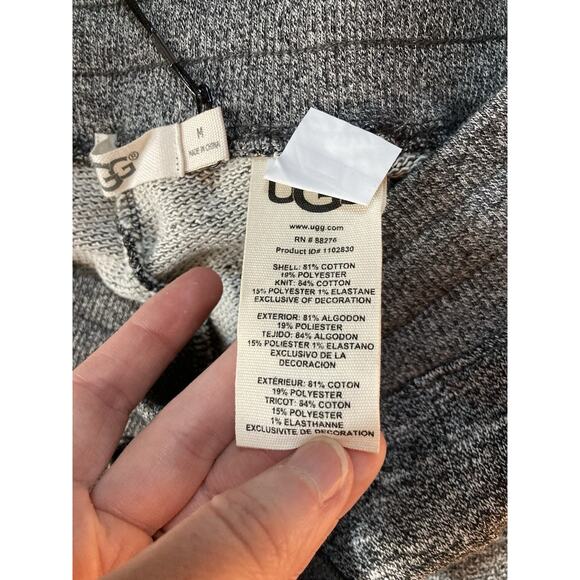 UGG®
M
MADE IN CHINA
UGG
www.ugg.com
RN # 88276
Product ID# 1102830
SHELL: 81% COTTON
19% POLYESTER
KNIT: 84% COTTON
15% POLYESTER 1% ELASTANE
EXCLUSIVE OF DECORATION
EXTERIOR: 81% ALGODON
19% POLIESTER
TEJIDO: 84% ALGODON
15% POLIESTER 1% ELASTANO
EXCLUSIVO DE LA
DECORACION
EXTÉRIEUR: 81% COTON
19% POLYESTER
TRICOT: 84% COTON
15% POLYESTER
1% ELASTHANNE
EXCLUSIVITE DE DECORATION